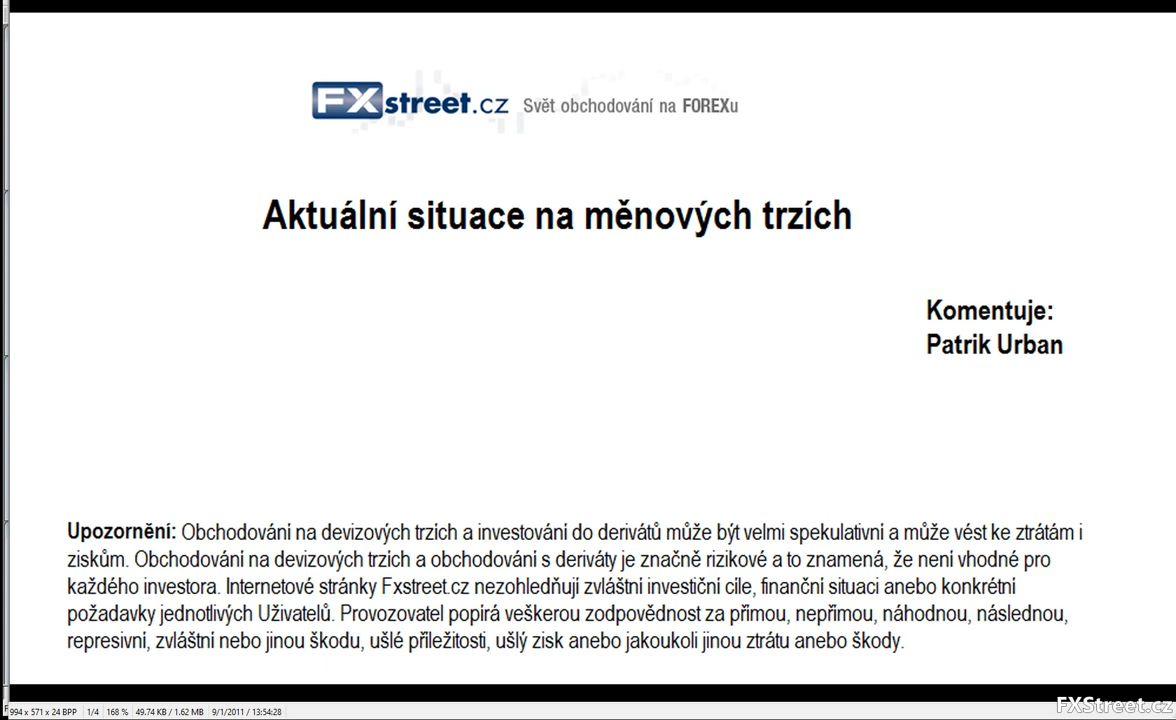 FXstreet.cz Svět obchodování na FOREXu
Aktuální situace na měnových trzích
Komentuje:
Patrik Urban
Upozornění: Obchodování na devizových trzích a investování do derivátů může být velmi spekulativní a může vést ke ztrátám i
ziskům. Obchodování na devizových trzích a obchodování s deriváty je značně rizikové a to znamená, že není vhodné pro
každého investora. Internetové stránky Fxstreet.cz nezohledňují zvláštní investiční cíle, finanční situaci anebo konkrétní
požadavky jednotlivých Uživatelů. Provozovatel popírá veškerou zodpovědnost za přímou, nepřímou, náhodnou, následnou,
represivní, zvláštní nebo jinou škodu, ušlé příležitosti, ušlý zisk anebo jakoukoli jinou ztrátu anebo škody.
FXStreet.cz
994 x 571 x 24 BPP 1/4 168 % 49.74 KB / 1.62 MB 9/1/2011 / 13:54:28